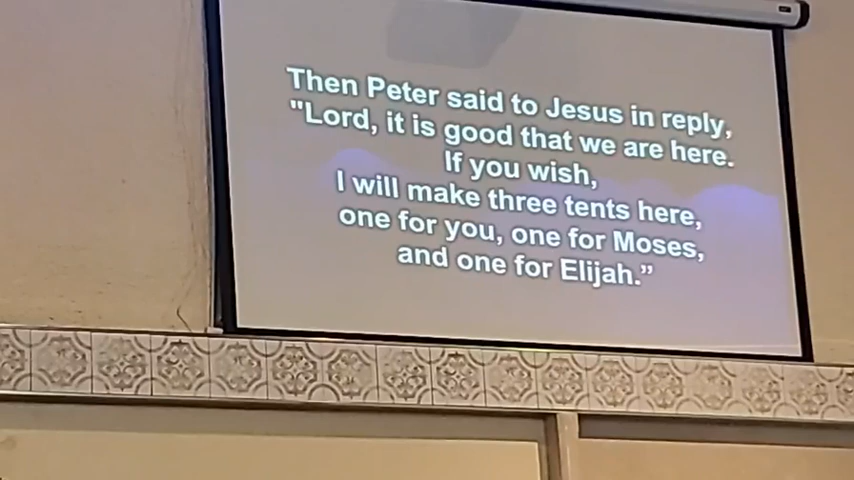 Then Peter said to Jesus in reply,
"Lord, it is good that we are here.
If you wish,
I will make three tents here,
one for you, one for Moses,
and one for Elijah.”